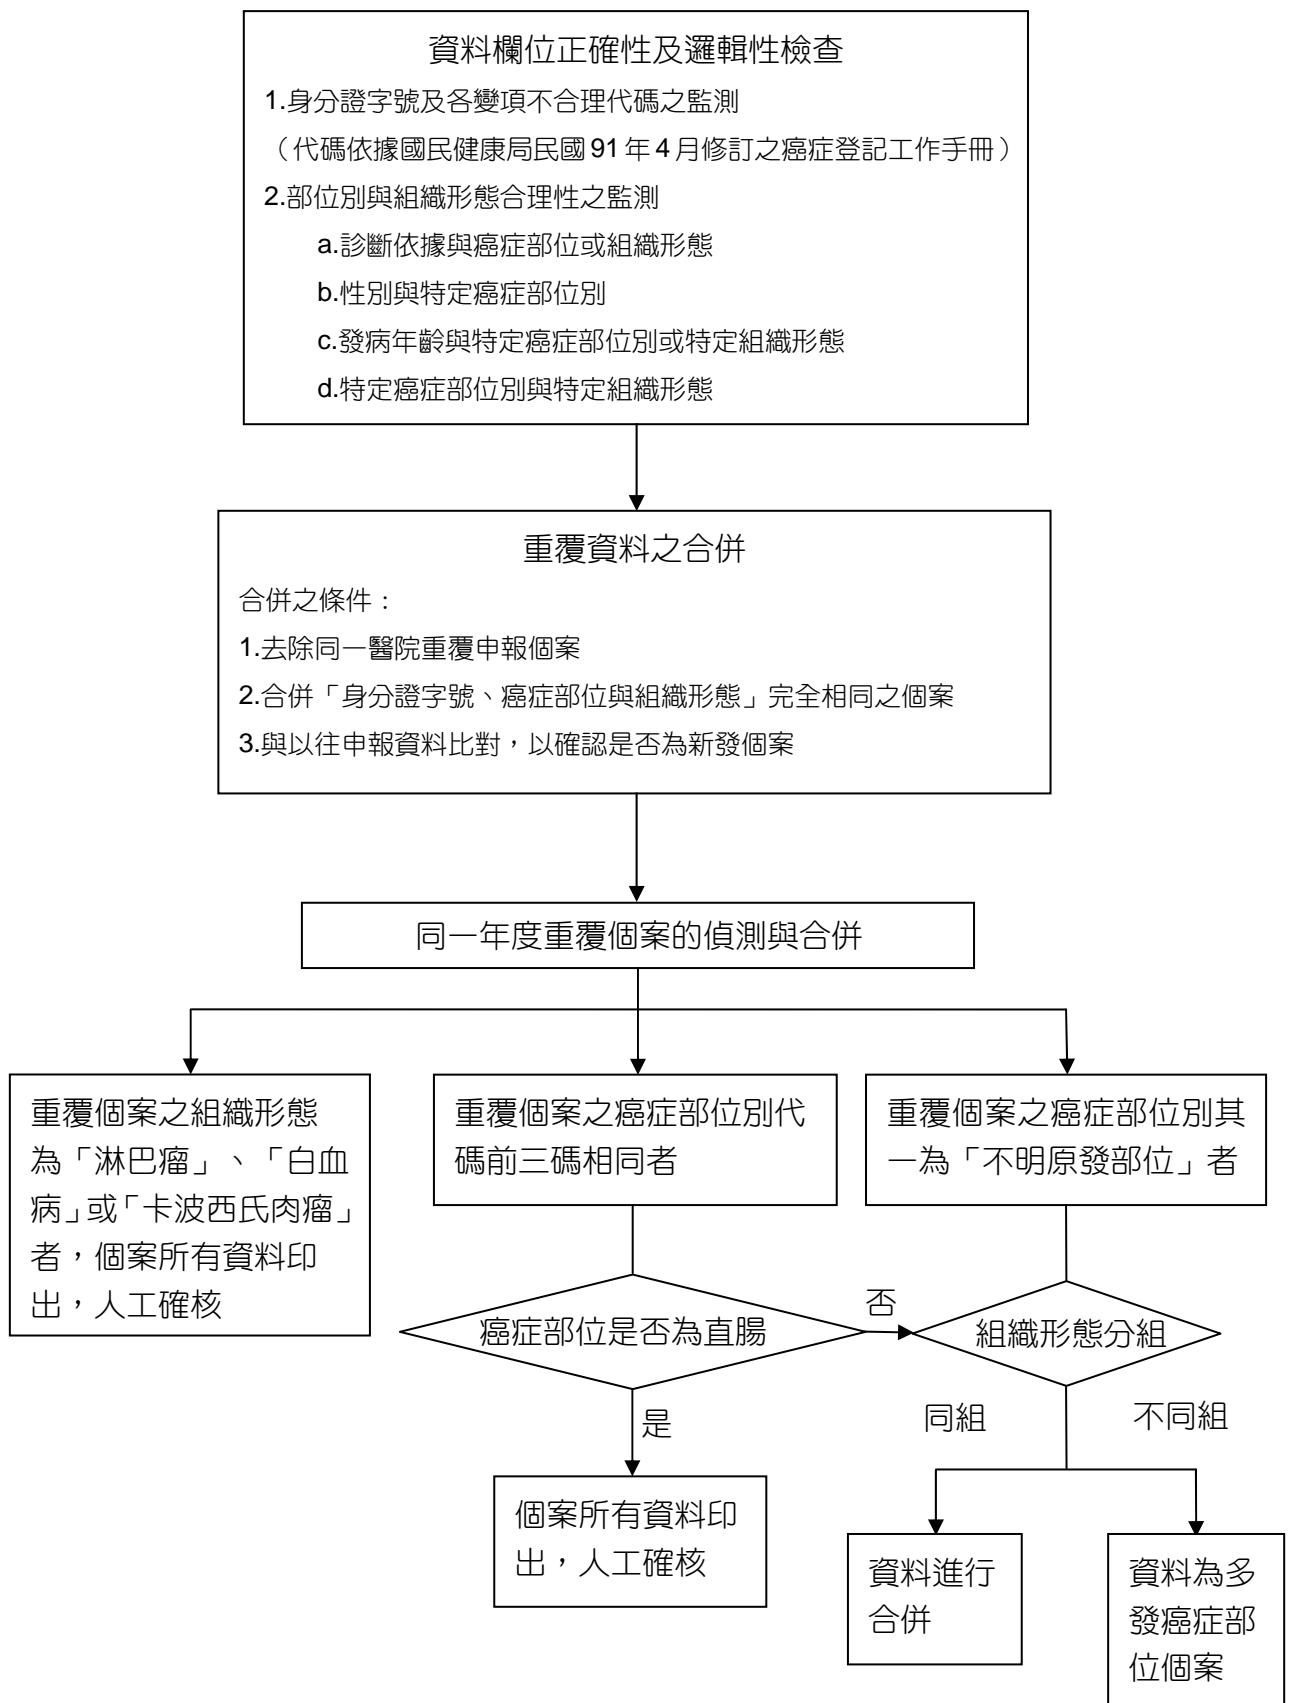 資料欄位正確性及邏輯性檢查
1.身分證字號及各變項不合理代碼之監測
（代碼依據國民健康局民國 91 年 4 月修訂之癌症登記工作手冊）
2.部位別與組織形態合理性之監測
a.診斷依據與癌症部位或組織形態
b.性別與特定癌症部位別
c.發病年齡與特定癌症部位別或特定組織形態
d.特定癌症部位別與特定組織形態
重覆資料之合併
合併之條件：
1.去除同一醫院重覆申報個案
2.合併「身分證字號、癌症部位與組織形態」完全相同之個案
3.與以往申報資料比對，以確認是否為新發個案
同一年度重覆個案的偵測與合併
重覆個案之組織形態
為「淋巴瘤」、「白血
病」或「卡波西氏肉瘤」
者，個案所有資料印
出，人工確核
重覆個案之癌症部位別代
碼前三碼相同者
重覆個案之癌症部位別其
一為「不明原發部位」者
癌症部位是否為直腸
否
組織形態分組
是
同組
不同組
個案所有資料印
出，人工確核
資料進行
合併
資料為多
發癌症部
位個案